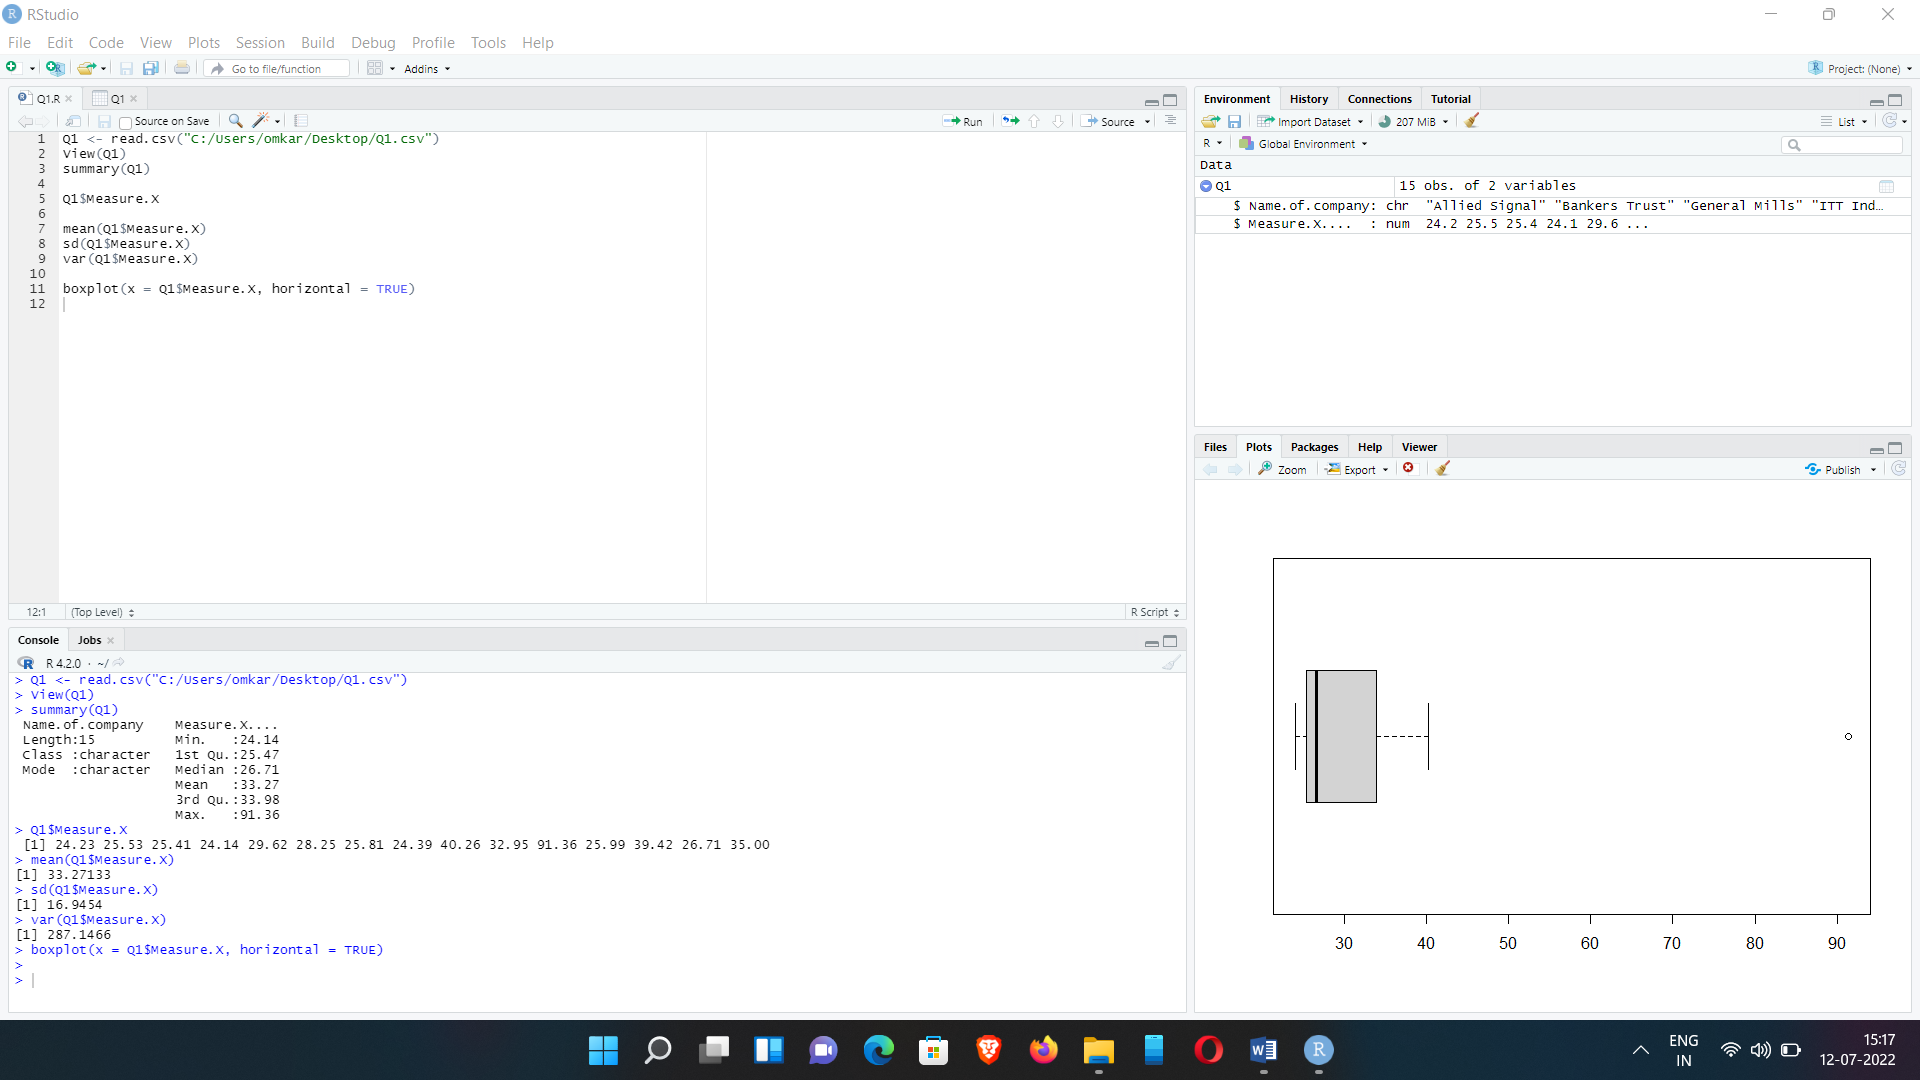 RStudio
File Edit Code View Plots Session Build Debug Profile Tools Help
Go to file/function Addins
Project: (None)
Q1.R Q1
Source on Save Run Source
1 Q1 <- read.csv("C:/Users/omkar/Desktop/Q1.csv")
2 View(Q1)
3 summary(Q1)
4
5 Q1$Measure.X
6
7 mean(Q1$Measure.X)
8 sd(Q1$Measure.X)
9 var(Q1$Measure.X)
10
11 boxplot(x = Q1$Measure.X, horizontal = TRUE)
12
12:1 (Top Level) R Script
Console Jobs
R 4.2.0 · ~/
> Q1 <- read.csv("C:/Users/omkar/Desktop/Q1.csv")
> View(Q1)
> summary(Q1)
Name.of.company Measure.X....
Length:15 Min. :24.14
Class :character 1st Qu.:25.47
Mode :character Median :26.71
Mean :33.27
3rd Qu.:33.98
Max. :91.36
> Q1$Measure.X
[1] 24.23 25.53 25.41 24.14 29.62 28.25 25.81 24.39 40.26 32.95 91.36 25.99 39.42 26.71 35.00
> mean(Q1$Measure.X)
[1] 33.27133
> sd(Q1$Measure.X)
[1] 16.9454
> var(Q1$Measure.X)
[1] 287.1466
> boxplot(x = Q1$Measure.X, horizontal = TRUE)
>
>
Environment History Connections Tutorial
Import Dataset 207 MiB List
R Global Environment
Data
Q1 15 obs. of 2 variables
$ Name.of.company: chr "Allied Signal" "Bankers Trust" "General Mills" "ITT Ind…
$ Measure.X.... : num 24.2 25.5 25.4 24.1 29.6 ...
Files Plots Packages Help Viewer
Zoom Export Publish
30 40 50 60 70 80 90
ENG
IN
15:17
12-07-2022